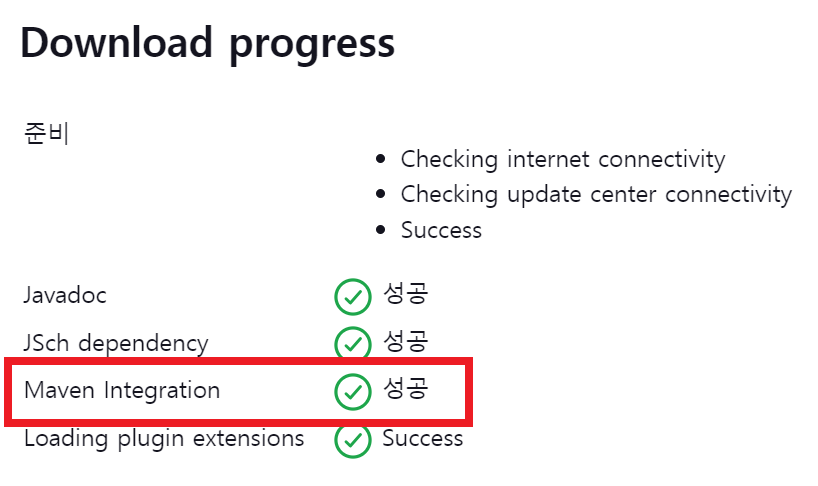 Download progress
준비
Checking internet connectivity
Checking update center connectivity
Success
Javadoc 성공
JSch dependency 성공
Maven Integration 성공
Loading plugin extensions Success